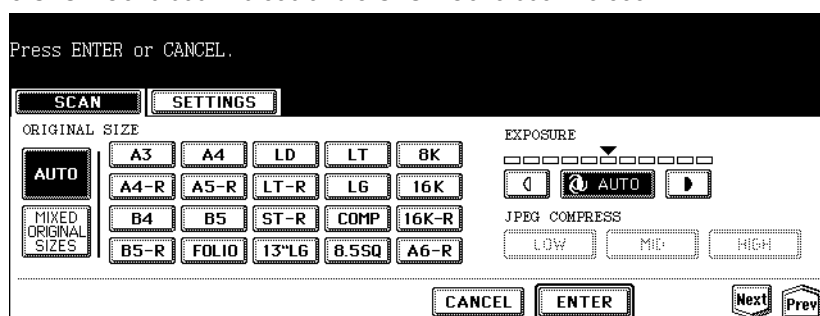 Press ENTER or CANCEL.
SCAN SETTINGS
ORIGINAL SIZE
AUTO
MIXED
ORIGINAL
SIZES
A3 A4 LD LT 8K
A4-R A5-R LT-R LG 16K
B4 B5 ST-R COMP 16K-R
B5-R FOLIO 13"LG 8.5SQ A6-R
EXPOSURE
AUTO
JPEG COMPRESS
LOW MID HIGH
CANCEL ENTER Next Prev